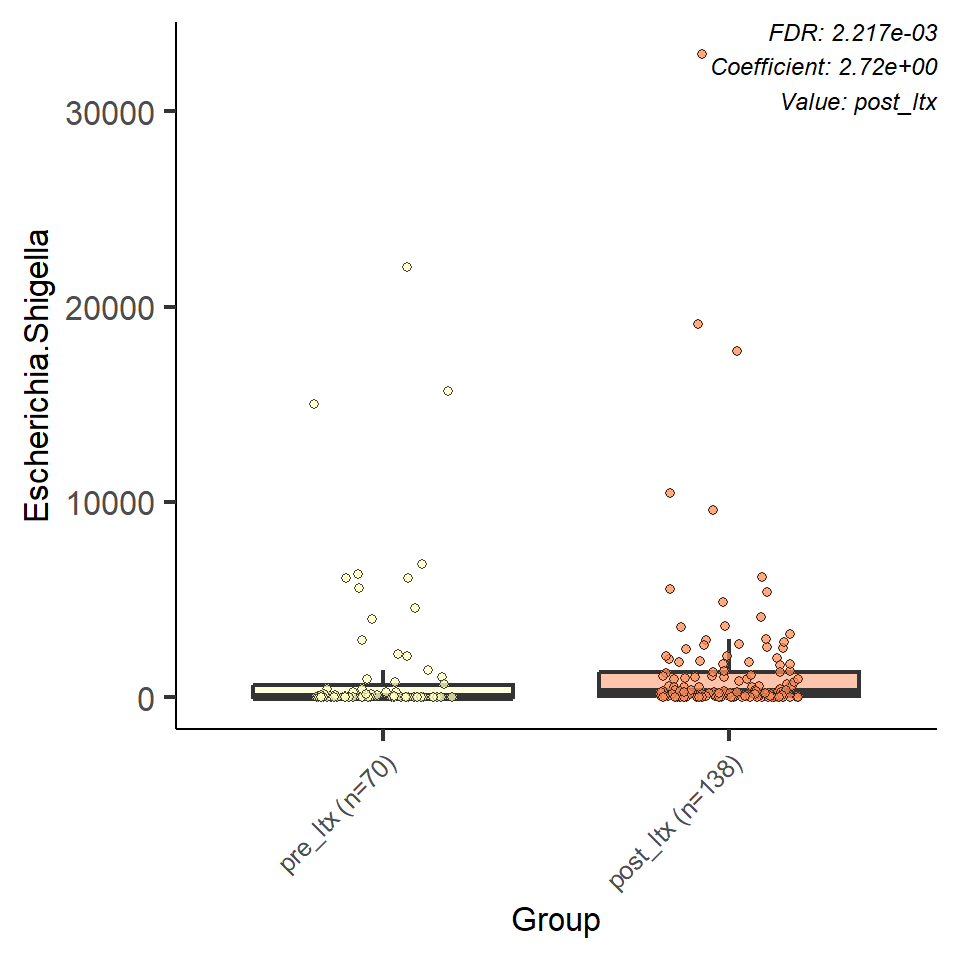 FDR: 2.217e-03
Coefficient: 2.72e+00
Value: post_ltx
30000
20000
10000
0
Escherichia.Shigella
pre_ltx (n=70)
post_ltx (n=138)
Group